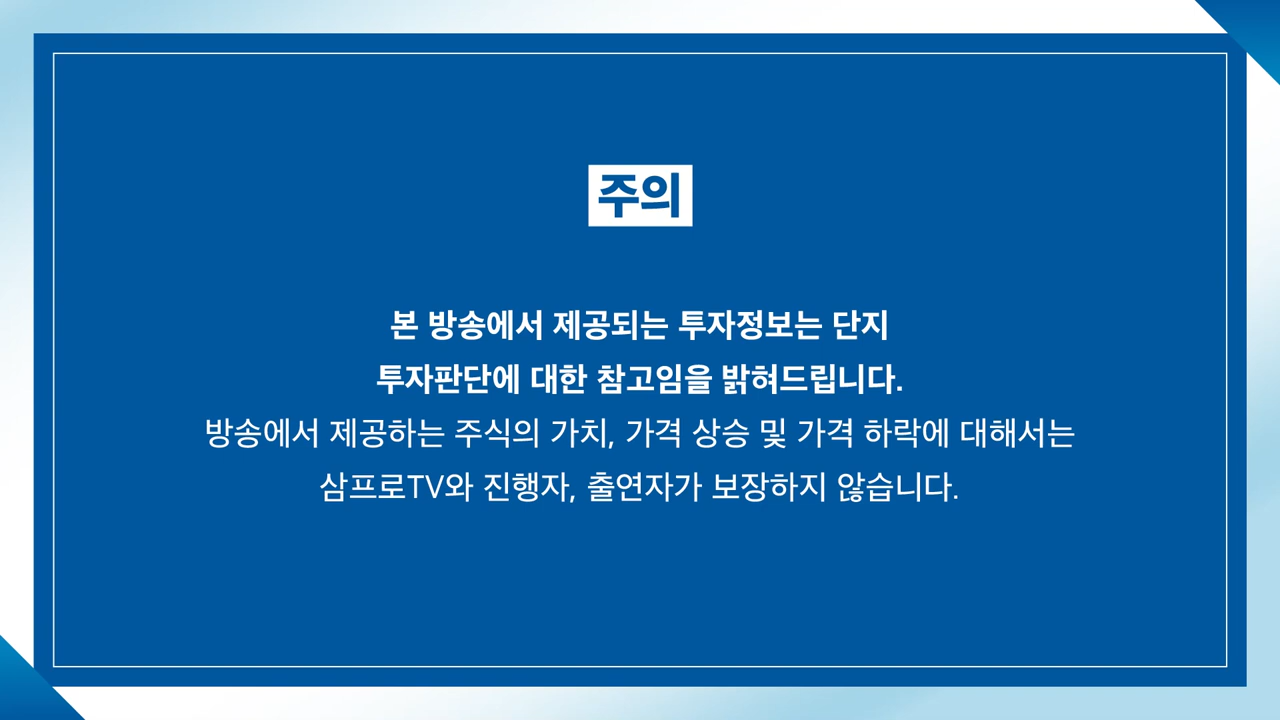 주의
본 방송에서 제공되는 투자정보는 단지
투자판단에 대한 참고임을 밝혀드립니다.
방송에서 제공하는 주식의 가치, 가격 상승 및 가격 하락에 대해서는
삼프로TV와 진행자, 출연자가 보장하지 않습니다.